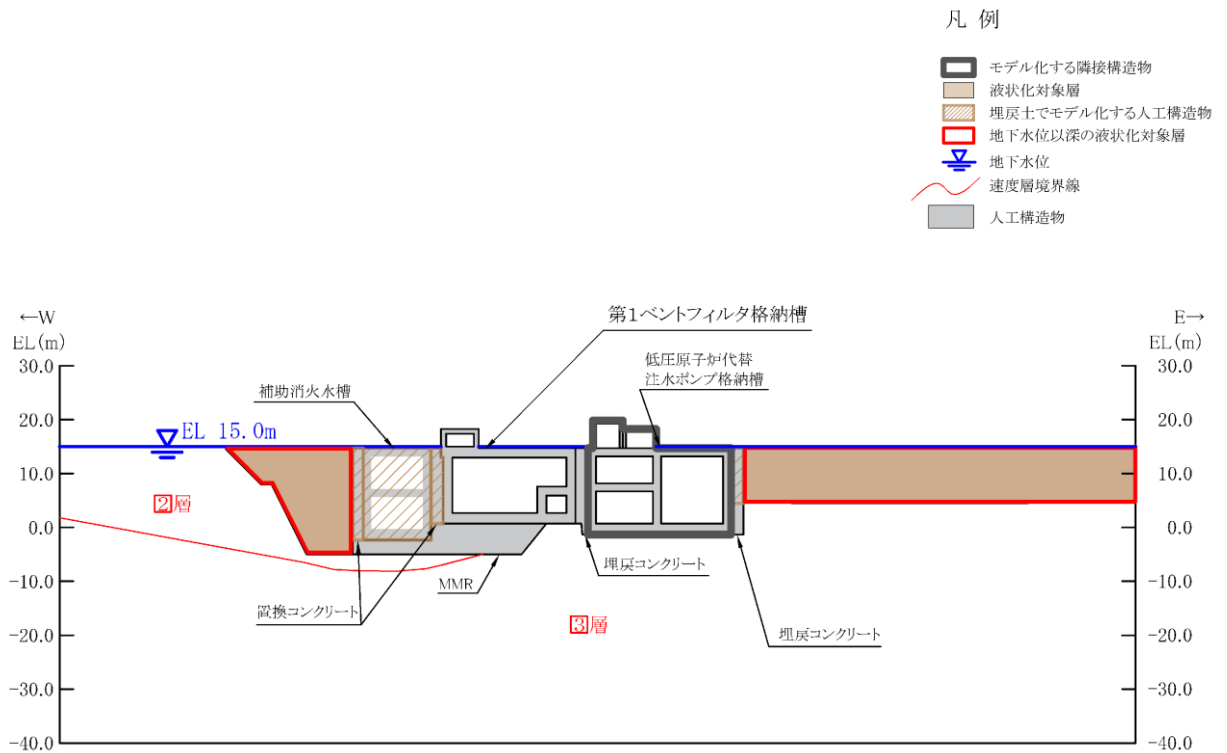 凡 例
モデル化する隣接構造物
液状化対象層
埋戻土でモデル化する人工構造物
地下水位以深の液状化対象層
地下水位
速度層境界線
人工構造物
←W
EL(m)
E→
EL(m)
第1ベントフィルタ格納槽
低圧原子炉代替
注水ポンプ格納槽
補助消火水槽
EL 15.0m
30.0
20.0
10.0
0.0
-10.0
-20.0
-30.0
-40.0
30.0
20.0
10.0
0.0
-10.0
-20.0
-30.0
-40.0
2層
3層
MMR
埋戻コンクリート
置換コンクリート
埋戻コンクリート